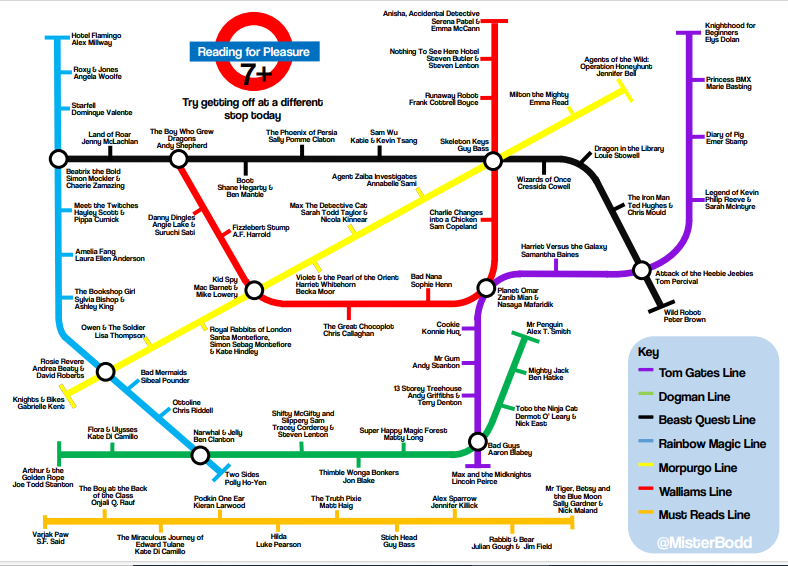 Reading for Pleasure
7+
Try getting off at a different
stop today
Hotel Flamingo
Alex Millway
Roxy & Jones
Angela Woolfe
Starfell
Dominque Valente
Land of Roar
Jenny McLachlan
The Boy Who Grew
Dragons
Andy Shepherd
The Phoenix of Persia
Sally Pomme Claton
Sam Wu
Katie & Kevin Tsang
Anisha, Accidental Detective
Serena Patel &
Emma McCann
Nothing To See Here Hotel
Steven Butler &
Steven Lenton
Runaway Robot
Frank Cottrell Boyce
Skeleton Keys
Guy Bass
Agents of the Wild:
Operation Honeyhunt
Jennifer Bell
Milton the Mighty
Emma Read
Knighthood for
Beginners
Elys Dolan
Princess BMX
Marie Basting
Diary of Pig
Emer Stamp
Legend of Kevin
Philip Reeve &
Sarah McIntyre
Dragon in the Library
Louie Stowell
Wizards of Once
Cressida Cowell
The Iron Man
Ted Hughes &
Chris Mould
Beatrix the Bold
Simon Mockler &
Cherie Zamazing
Boot
Shane Hegarty &
Ben Mantle
Agent Zaiba Investigates
Annabelle Sami
Meet the Twitches
Hayley Scott &
Pippa Curnick
Danny Dingles
Angie Lake &
Suruchi Sati
Fizzlebert Stump
A.F. Harrold
Max The Detective Cat
Sarah Todd Taylor &
Nicola Kinnear
Charlie Changes
into a Chicken
Sam Copeland
Amelia Fang
Laura Ellen Anderson
Harriet Versus the Galaxy
Samantha Baines
Attack of the Heebie Jeebies
Tom Percival
Kid Spy
Mac Barnet &
Mike Lowery
Violet & the Pearl of the Orient
Harriet Whitehorn
Becka Moor
Bad Nana
Sophie Henn
Planet Omar
Zanib Mian &
Nasaya Mafaridik
The Bookshop Girl
Sylvia Bishop &
Ashley King
Wild Robot
Peter Brown
Owen & The Soldier
Lisa Thompson
Royal Rabbits of London
Santa Montefiore,
Simon Sebag Montefiore
& Kate Hindley
The Great Chocoplot
Chris Callaghan
Cookie
Konnie Huq
Mr Penguin
Alex T. Smith
Rosie Revere
Andrea Beaty &
David Roberts
Bad Mermaids
Sibeal Pounder
Mr Gum
Andy Stanton
Mighty Jack
Ben Hatke
Knights & Bikes
Gabrielle Kent
Ottoline
Chris Riddell
13 Storey Treehouse
Andy Griffiths &
Terry Denton
Toto the Ninja Cat
Dermot O' Leary &
Nick East
Flora & Ulysses
Kate Di Camillo
Narwhal & Jelly
Ben Clanton
Shifty McGifty and
Slippery Sam
Tracey Corderoy &
Steven Lenton
Super Happy Magic Forest
Matty Long
Bad Guys
Aaron Blabey
Arthur & the
Golden Rope
Joe Todd Stanton
Two Sides
Polly Ho-Yen
Thimble Wonga Bonkers
Jon Blake
Max and the Midknights
Lincoln Peirce
The Boy at the Back
of the Class
Onjali Q. Rauf
Podkin One Ear
Kieran Larwood
The Truth Pixie
Matt Haig
Alex Sparrow
Jennifer Killick
Mr Tiger, Betsy and
the Blue Moon
Sally Gardner &
Nick Maland
Varjak Paw
S.F. Said
The Miraculous Journey of
Edward Tulane
Kate Di Camillo
Hilda
Luke Pearson
Stich Head
Guy Bass
Rabbit & Bear
Julian Gough & Jim Field
Key
Tom Gates Line
Dogman Line
Beast Quest Line
Rainbow Magic Line
Morpurgo Line
Walliams Line
Must Reads Line
@MisterBodd